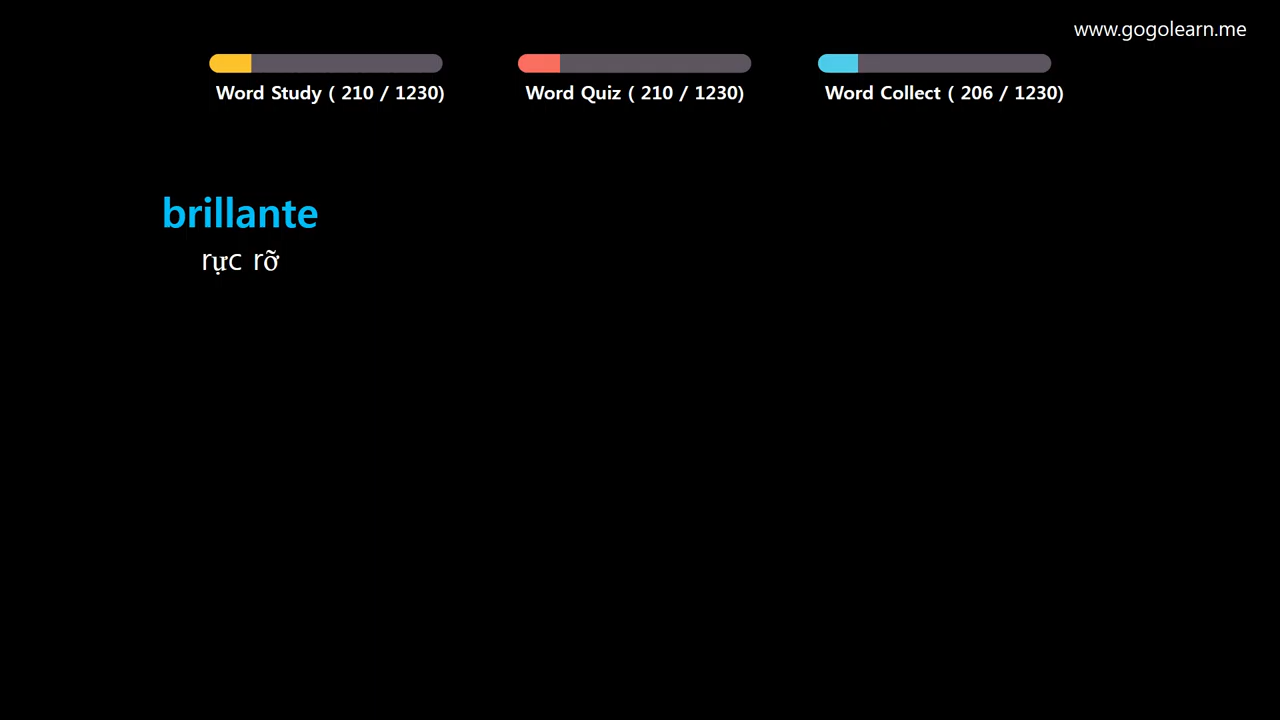 www.gogolearn.me
Word Study ( 210 / 1230)
Word Quiz ( 210 / 1230)
Word Collect ( 206 / 1230)
brillante
rực rỡ